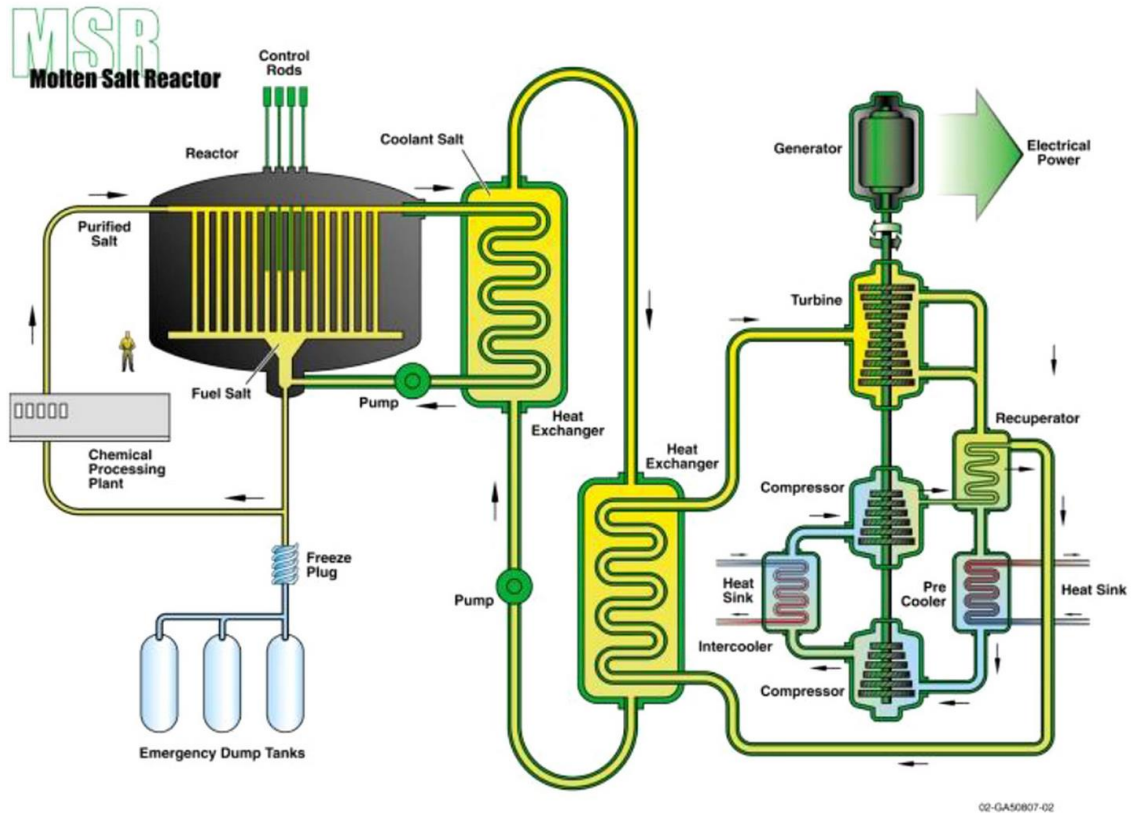 MSR
Molten Salt Reactor
Control
Rods
Reactor
Coolant Salt
Generator
Electrical
Power
Purified
Salt
Turbine
Fuel Salt
Pump
Heat
Exchanger
Recuperator
Heat
Exchanger
Chemical
Processing
Plant
Compressor
Freeze
Plug
Pump
Heat
Sink
Pre
Cooler
Heat Sink
Intercooler
Compressor
Emergency Dump Tanks
02-GA50807-02